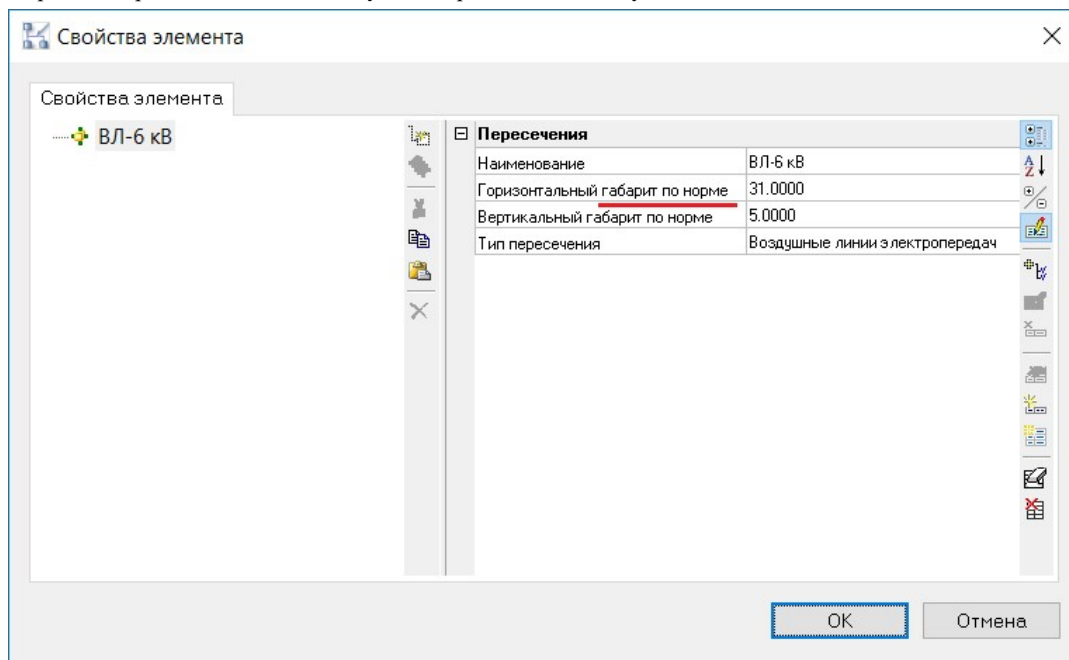 Свойства элемента
Свойства элемента
ВЛ-6 кВ
Пересечения
Наименование ВЛ-6 кВ
Горизонтальный габарит по норме 31.0000
Вертикальный габарит по норме 5.0000
Тип пересечения Воздушные линии электропередач
OK Отмена